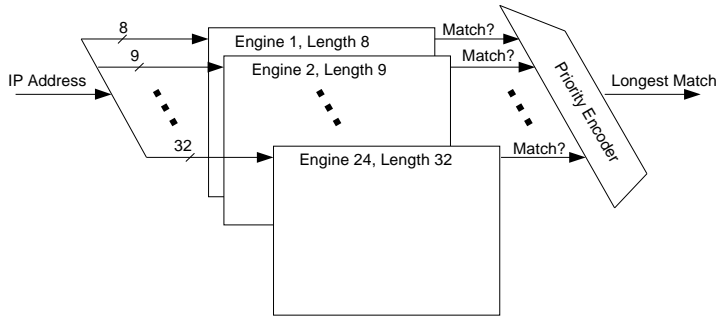 8
Engine 1, Length 8
Match?
9
Engine 2, Length 9
Match?
IP Address
Priority Encoder
Longest Match
32
Engine 24, Length 32
Match?